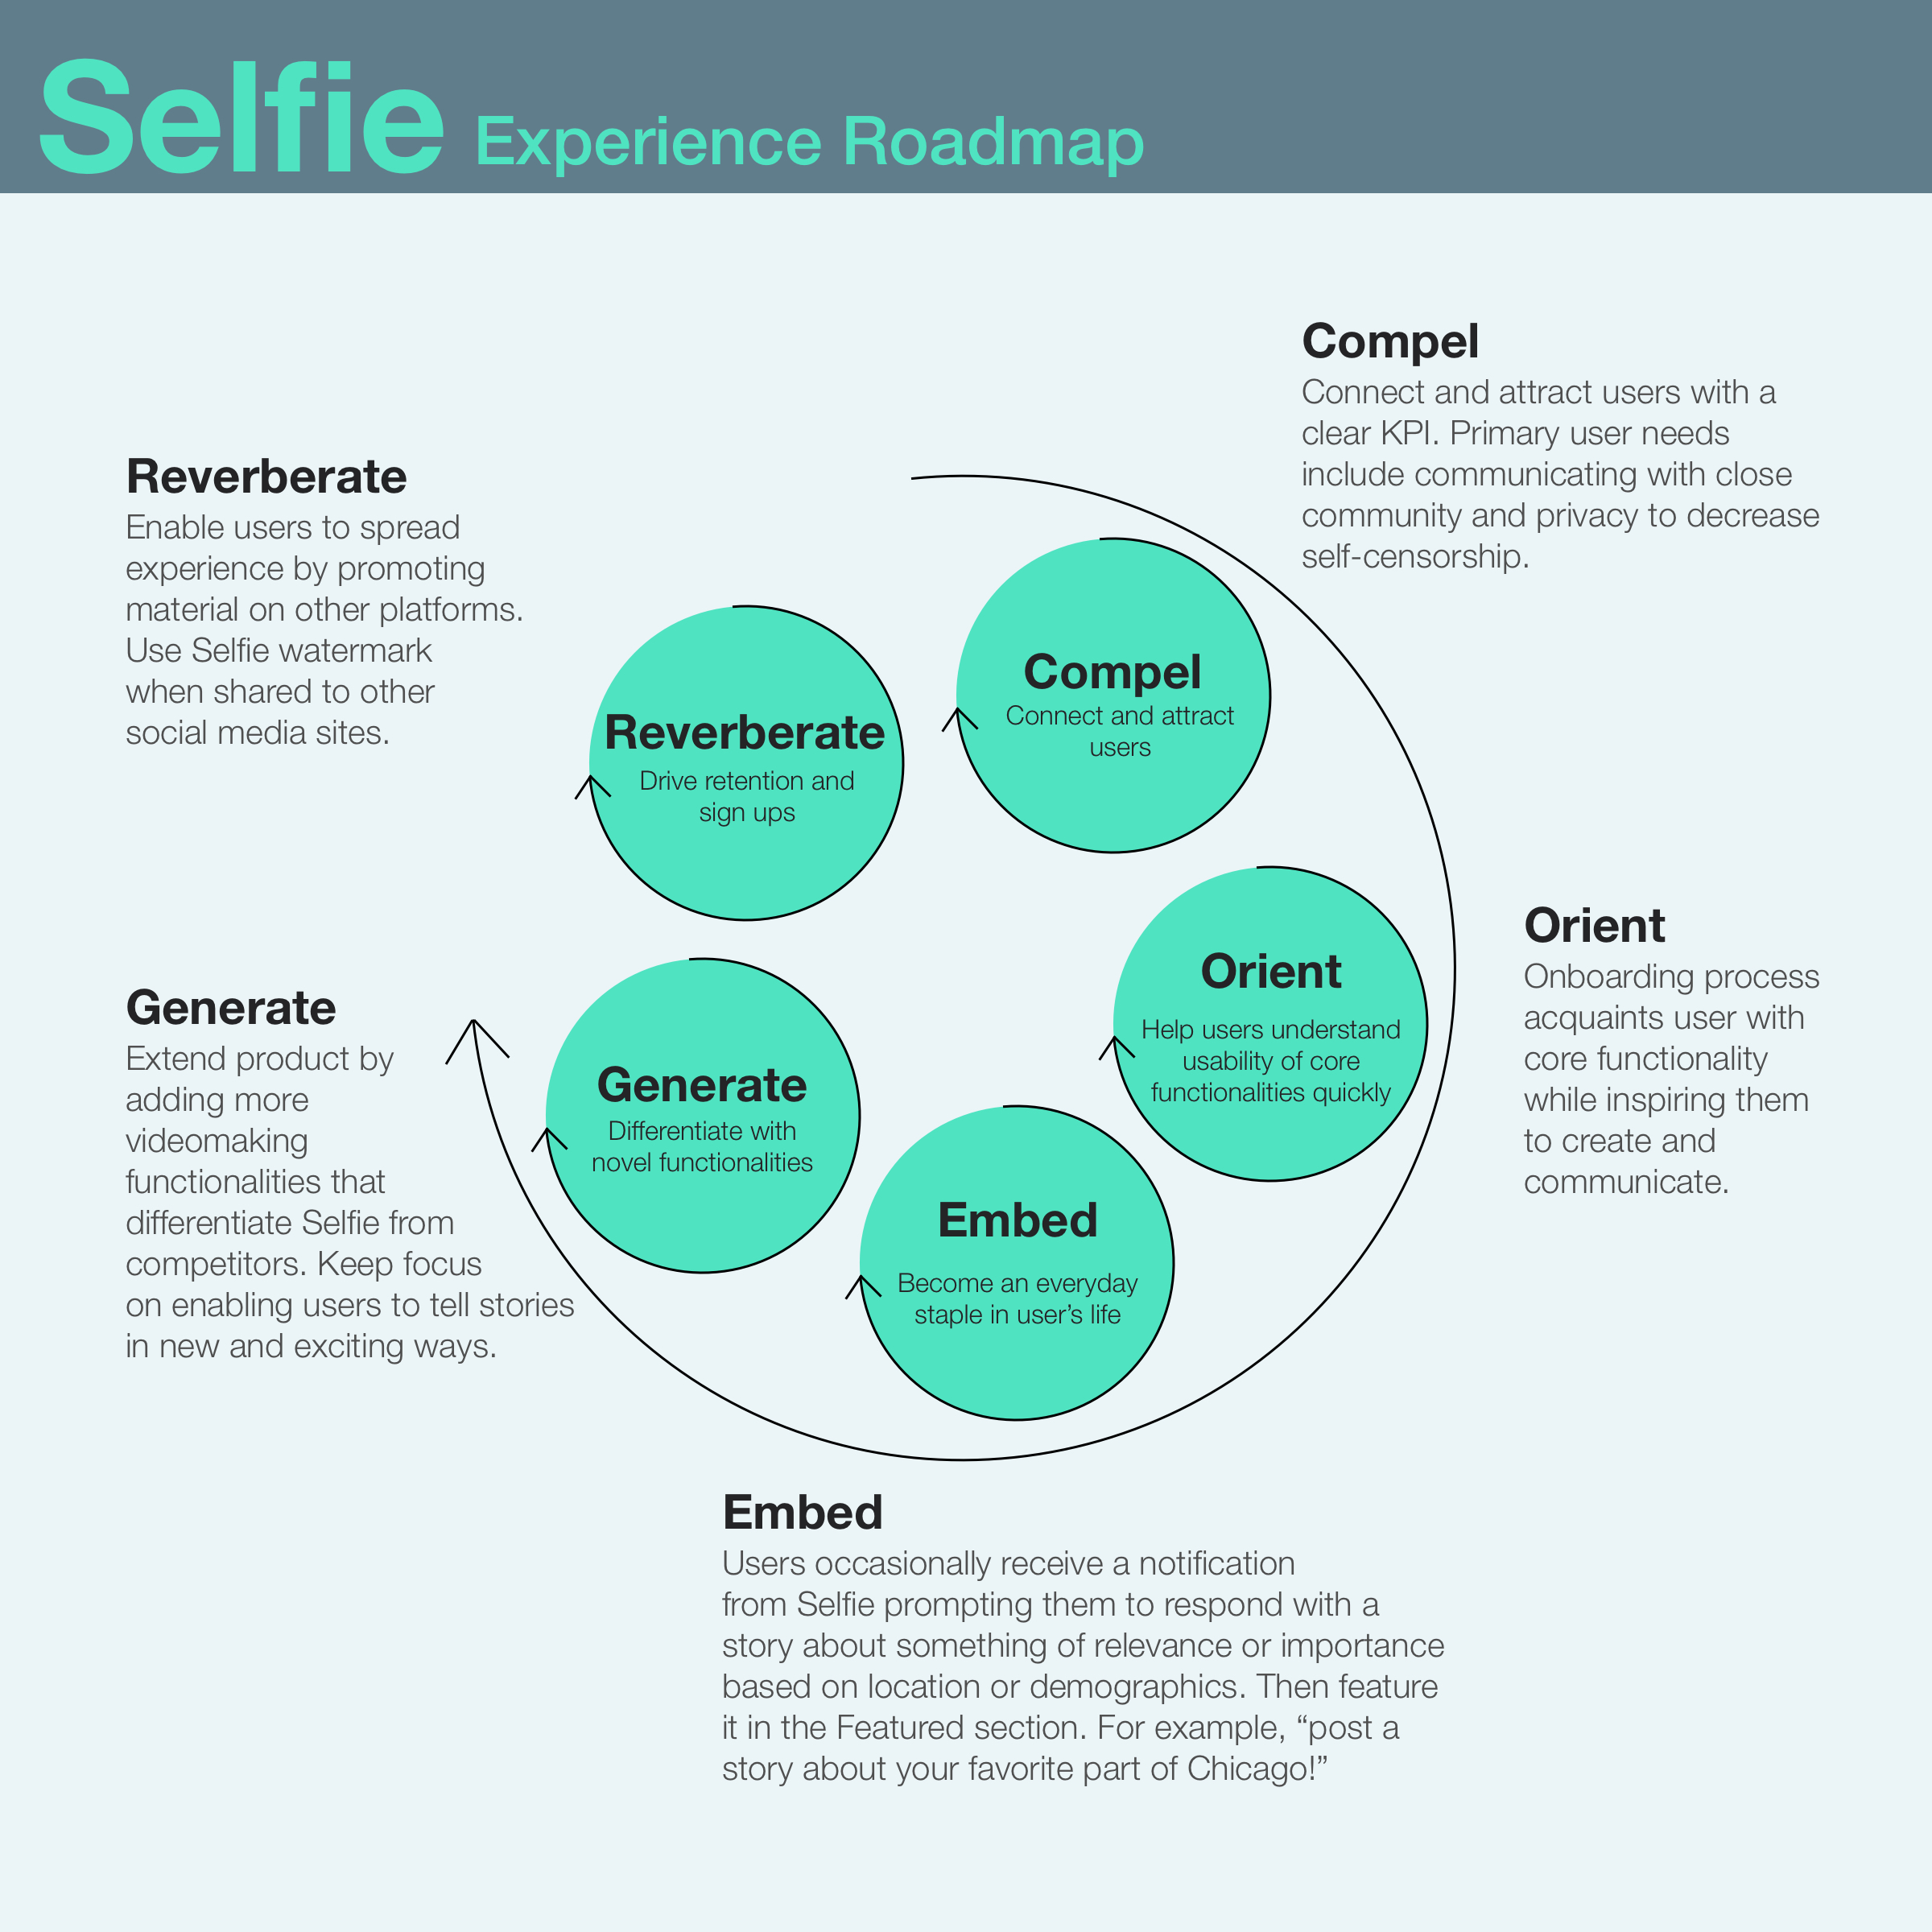 Selfie Experience Roadmap
Compel
Connect and attract users with a
clear KPI. Primary user needs
include communicating with close
community and privacy to decrease
self-censorship.
Reverberate
Enable users to spread
experience by promoting
material on other platforms.
Use Selfie watermark
when shared to other
social media sites.
Compel
Connect and attract
users
Reverberate
Drive retention and
sign ups
Orient
Onboarding process
acquaints user with
core functionality
while inspiring them
to create and
communicate.
Orient
Help users understand
usability of core
functionalities quickly
Generate
Extend product by
adding more
videomaking
functionalities that
differentiate Selfie from
competitors. Keep focus
on enabling users to tell stories
in new and exciting ways.
Generate
Differentiate with
novel functionalities
Embed
Become an everyday
staple in user’s life
Embed
Users occasionally receive a notification
from Selfie prompting them to respond with a
story about something of relevance or importance
based on location or demographics. Then feature
it in the Featured section. For example, “post a
story about your favorite part of Chicago!”